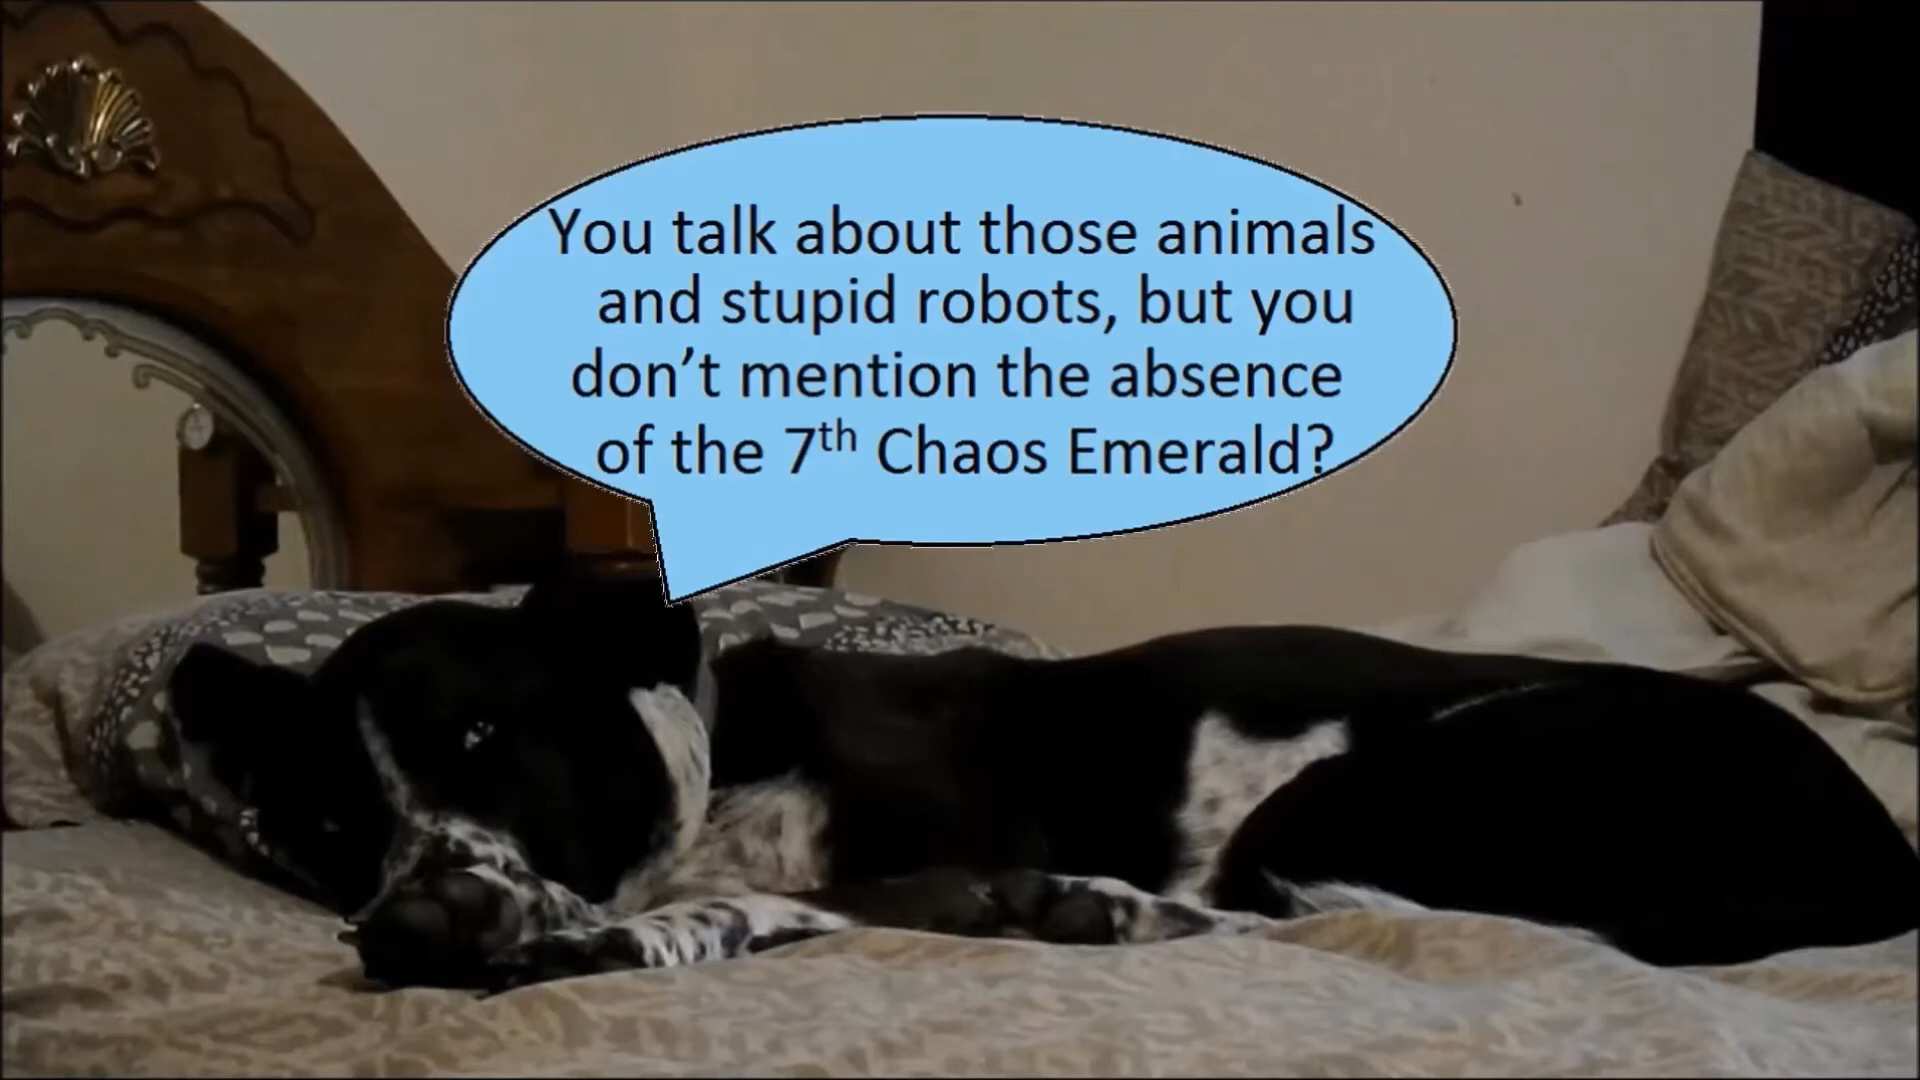 You talk about those animals
and stupid robots, but you
don’t mention the absence
of the 7th Chaos Emerald?